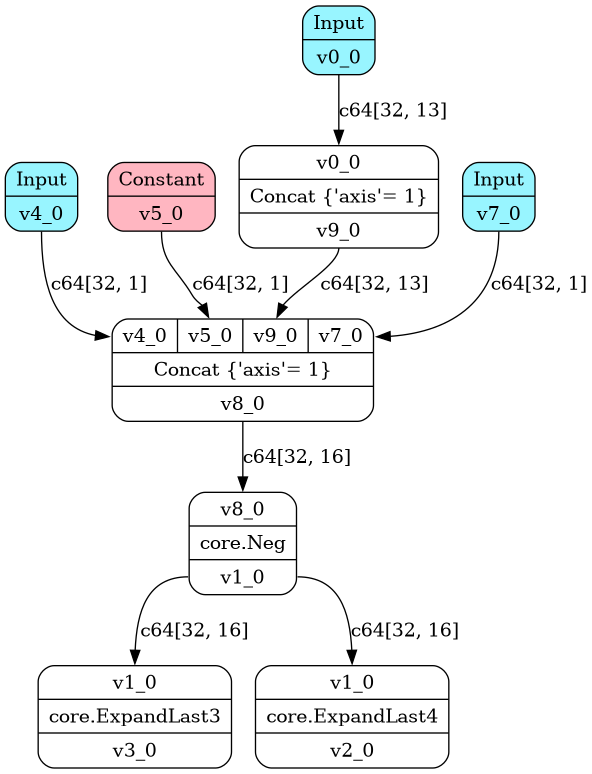 Input
v0_0
c64[32, 13]
Input
v4_0
Constant
v5_0
v0_0
Concat {'axis'= 1}
v9_0
Input
v7_0
c64[32, 1]
c64[32, 1]
c64[32, 13]
c64[32, 1]
v4_0 v5_0 v9_0 v7_0
Concat {'axis'= 1}
v8_0
c64[32, 16]
v8_0
core.Neg
v1_0
c64[32, 16]
c64[32, 16]
v1_0
core.ExpandLast3
v3_0
v1_0
core.ExpandLast4
v2_0